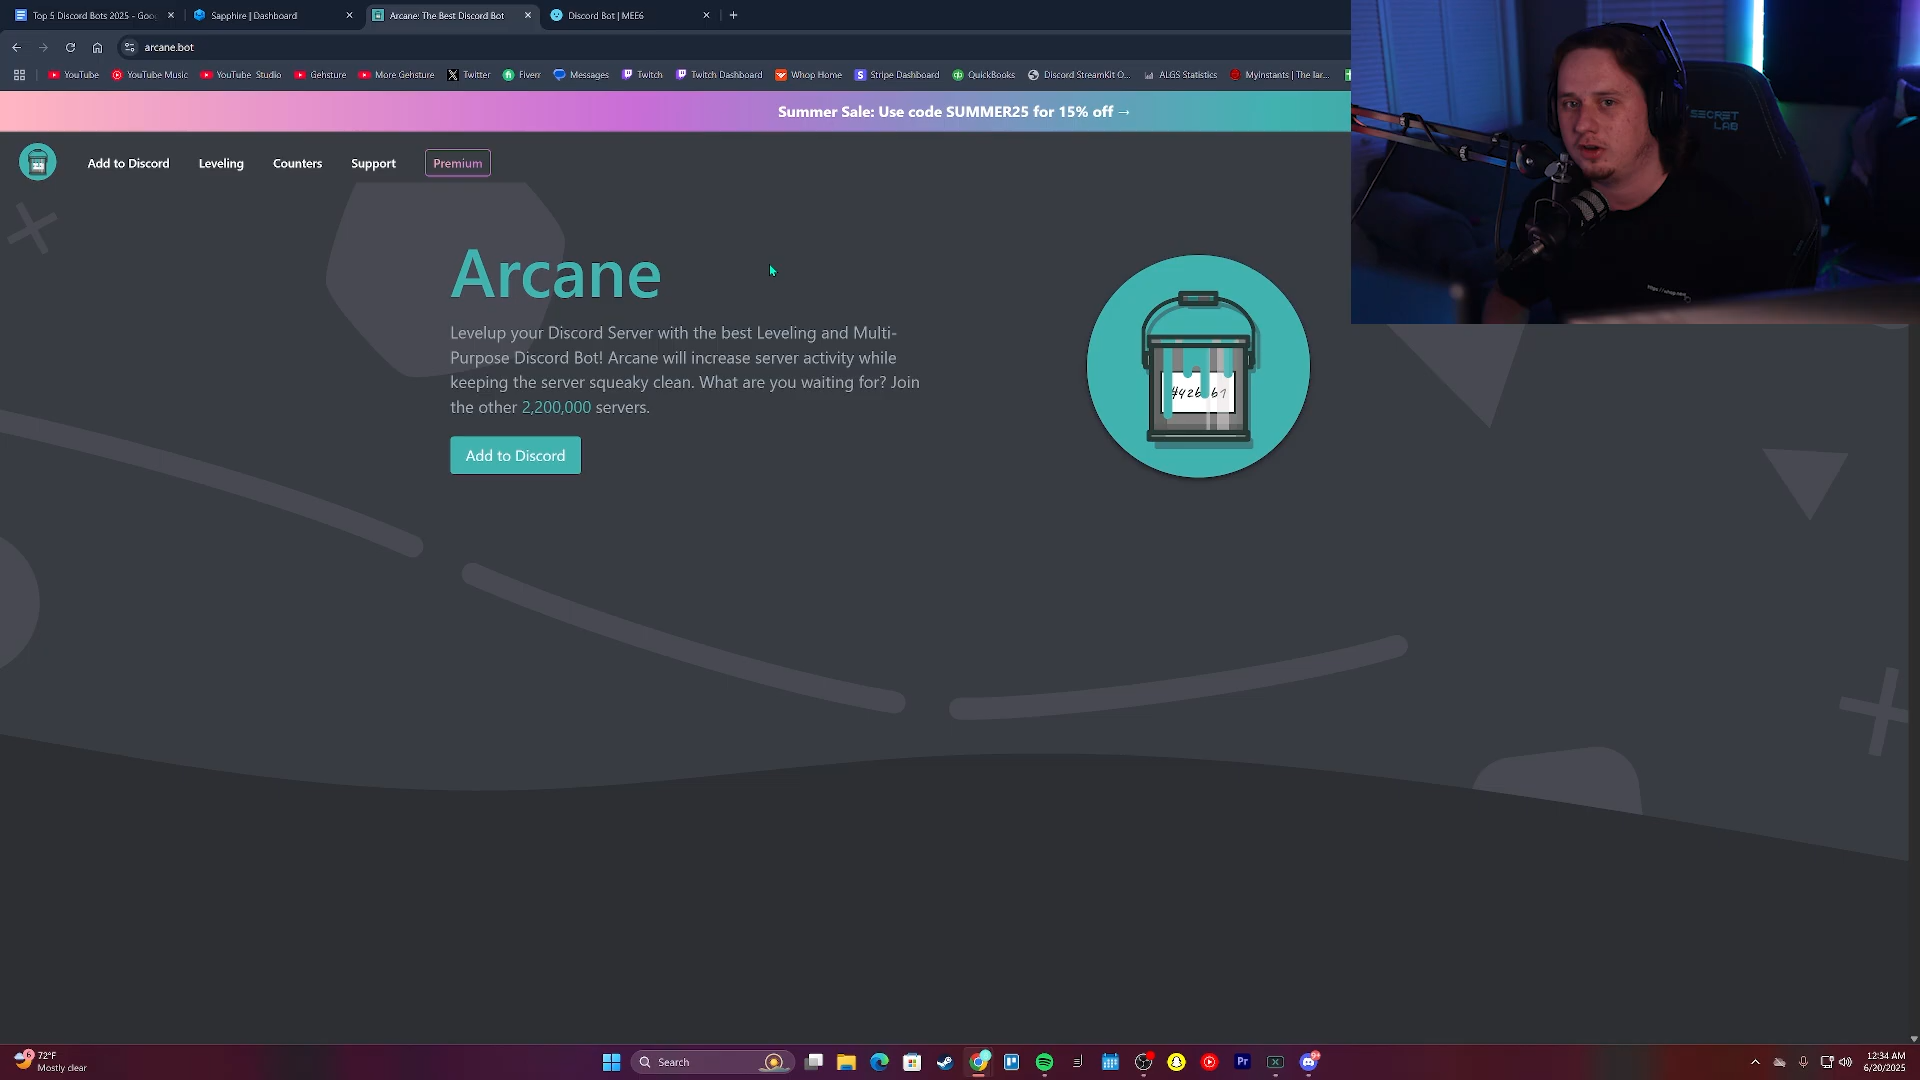 Top 5 Discord Bots 2025 - Goo
Sapphire | Dashboard
Arcane: The Best Discord Bot
Discord Bot | MEE6
arcane.bot
YouTube
YouTube Music
YouTube Studio
Gehsture
More Gehsture
Twitter
Fiverr
Messages
Twitch
Twitch Dashboard
Whop Home
Stripe Dashboard
QuickBooks
Discord StreamKit O...
ALGS Statistics
MyInstants | The lar...
Summer Sale: Use code SUMMER25 for 15% off →
Add to Discord
Leveling
Counters
Support
Premium
SECRET
LAB
Arcane
Levelup your Discord Server with the best Leveling and Multi-
Purpose Discord Bot! Arcane will increase server activity while
keeping the server squeaky clean. What are you waiting for? Join
the other 2,200,000 servers.
Add to Discord
72°F
Mostly clear
Search
Pr
12:34 AM
6/20/2025